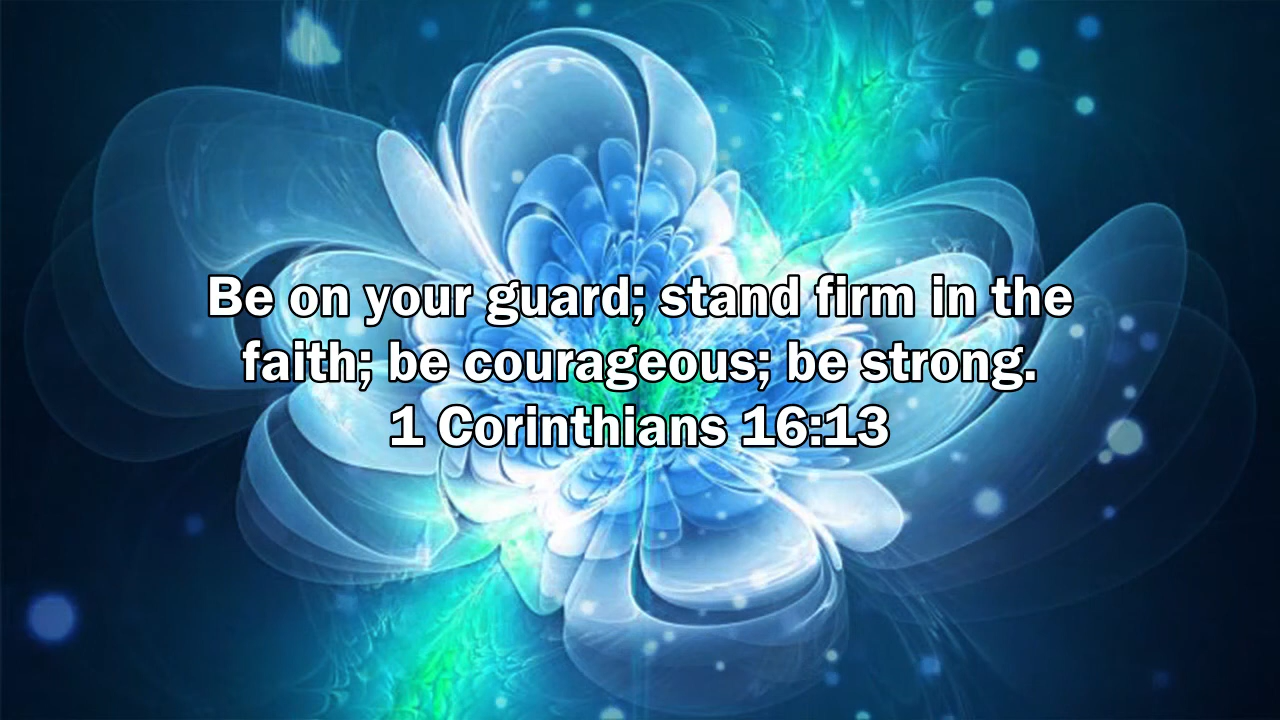 Be on your guard; stand firm in the
faith; be courageous; be strong.
1 Corinthians 16:13